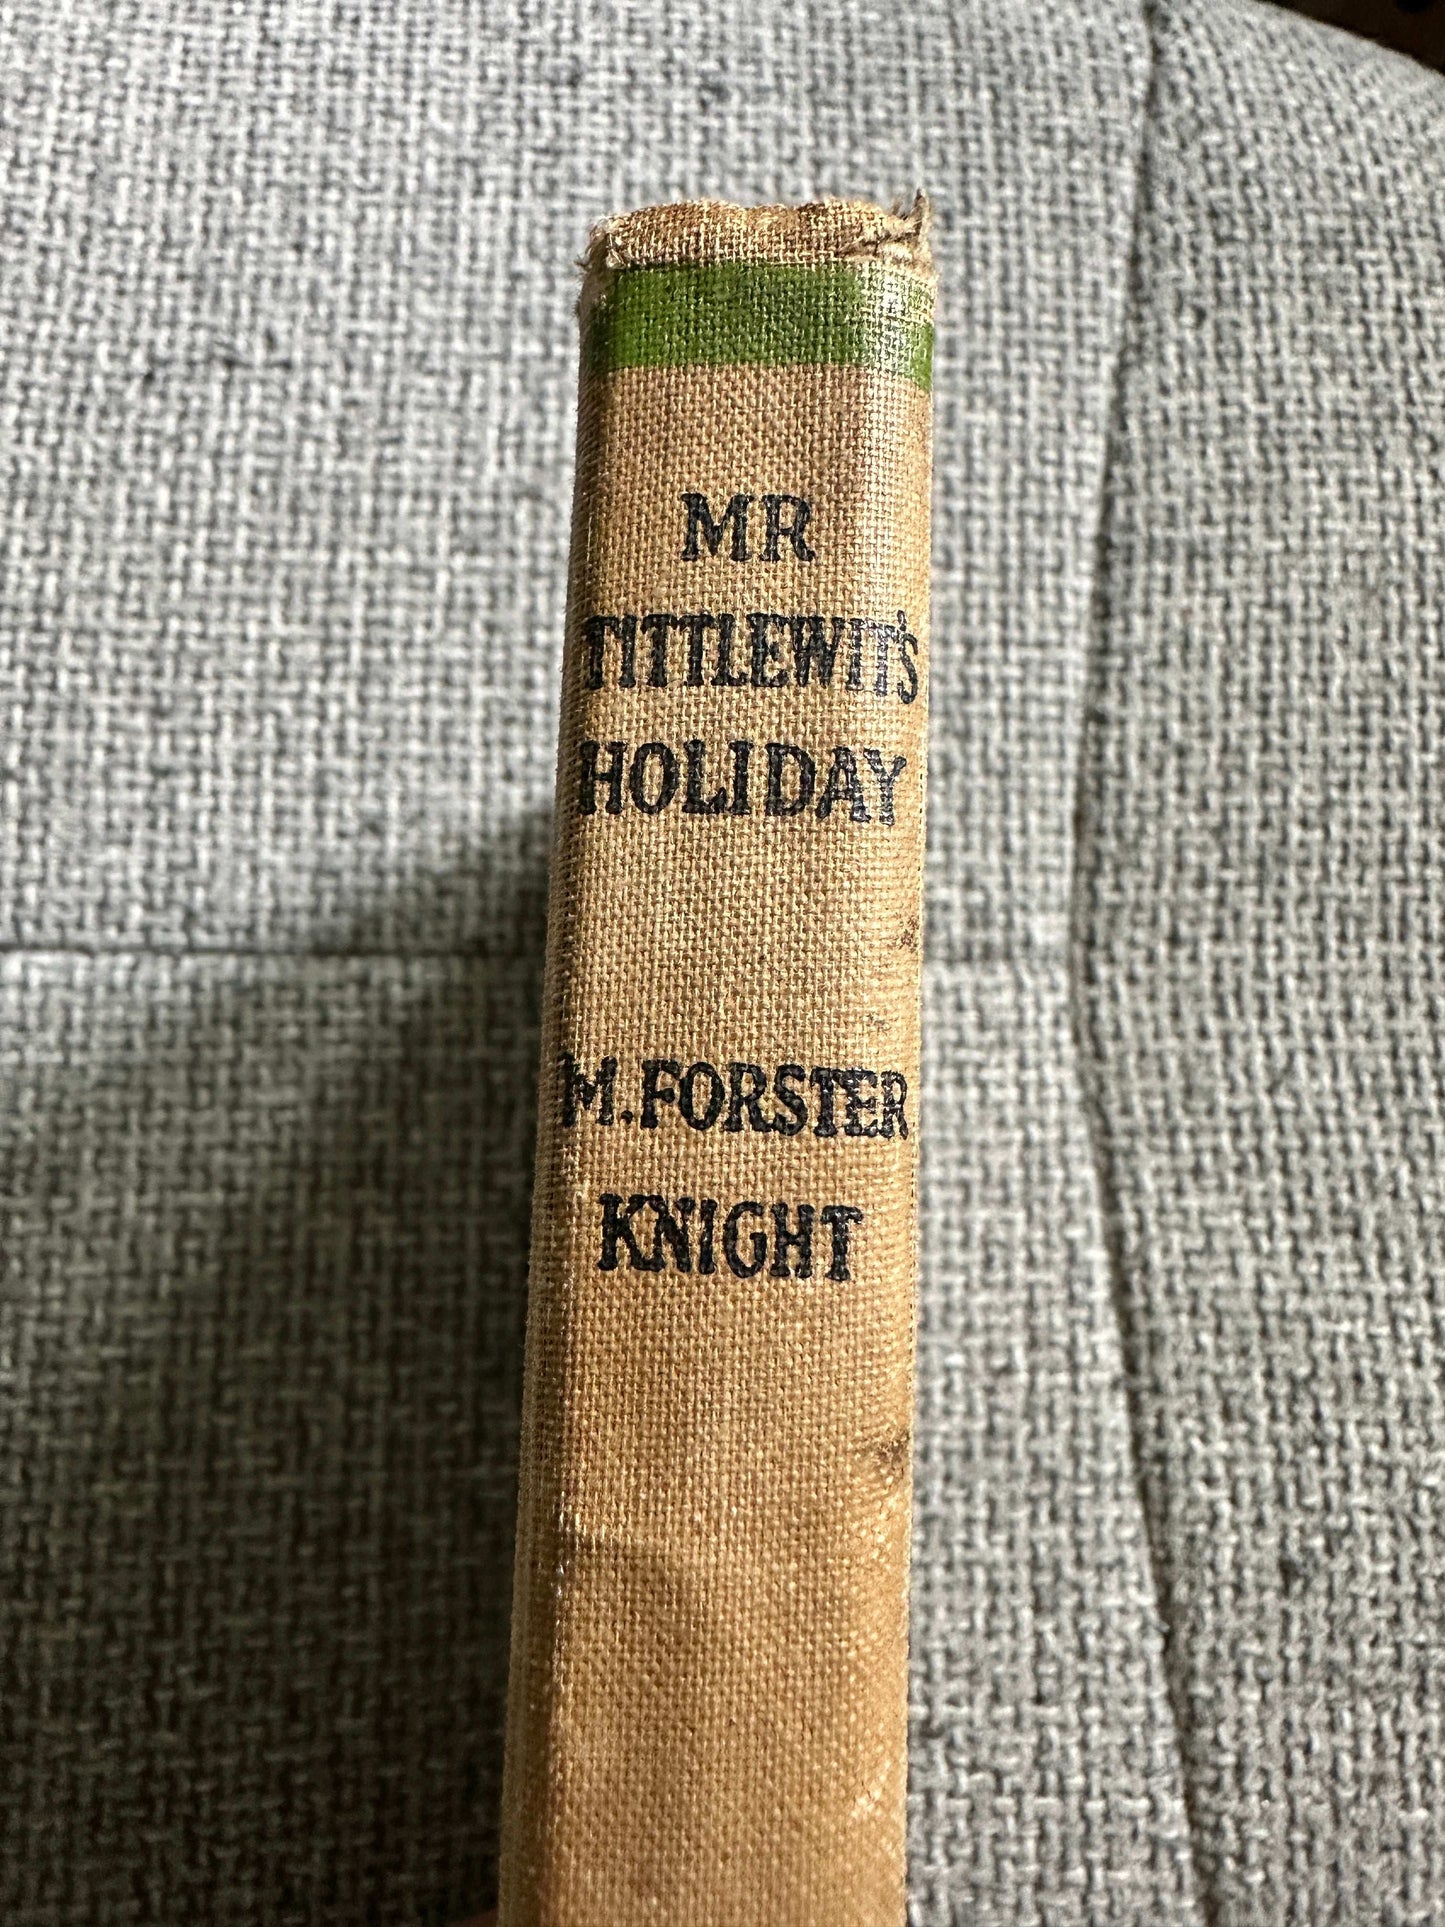 MR
TITTLEWIT'S
HOLIDAY
M. FORSTER
KNIGHT